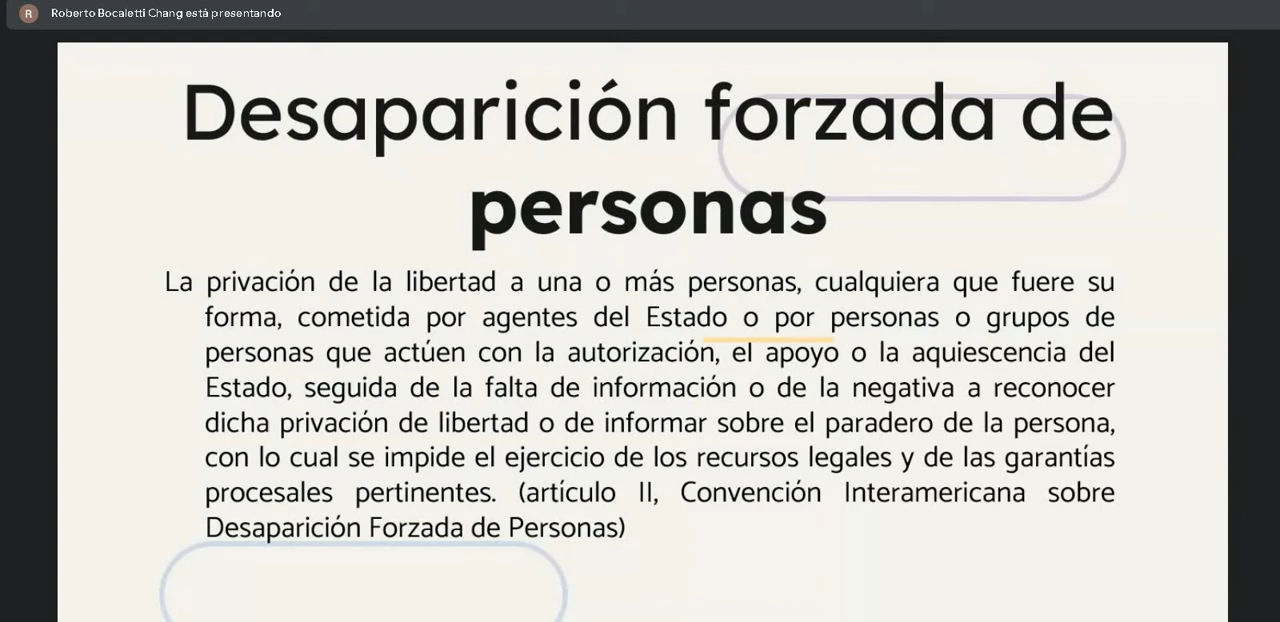 R
Roberto Bocaletti Chang está presentando
Desaparición forzada de
personas
La privación de la libertad a una o más personas, cualquiera que fuere su
forma, cometida por agentes del Estado o por personas o grupos de
personas que actúen con la autorización, el apoyo o la aquiescencia del
Estado, seguida de la falta de información o de la negativa a reconocer
dicha privación de libertad o de informar sobre el paradero de la persona,
con lo cual se impide el ejercicio de los recursos legales y de las garantías
procesales pertinentes. (artículo II, Convención Interamericana sobre
Desaparición Forzada de Personas)